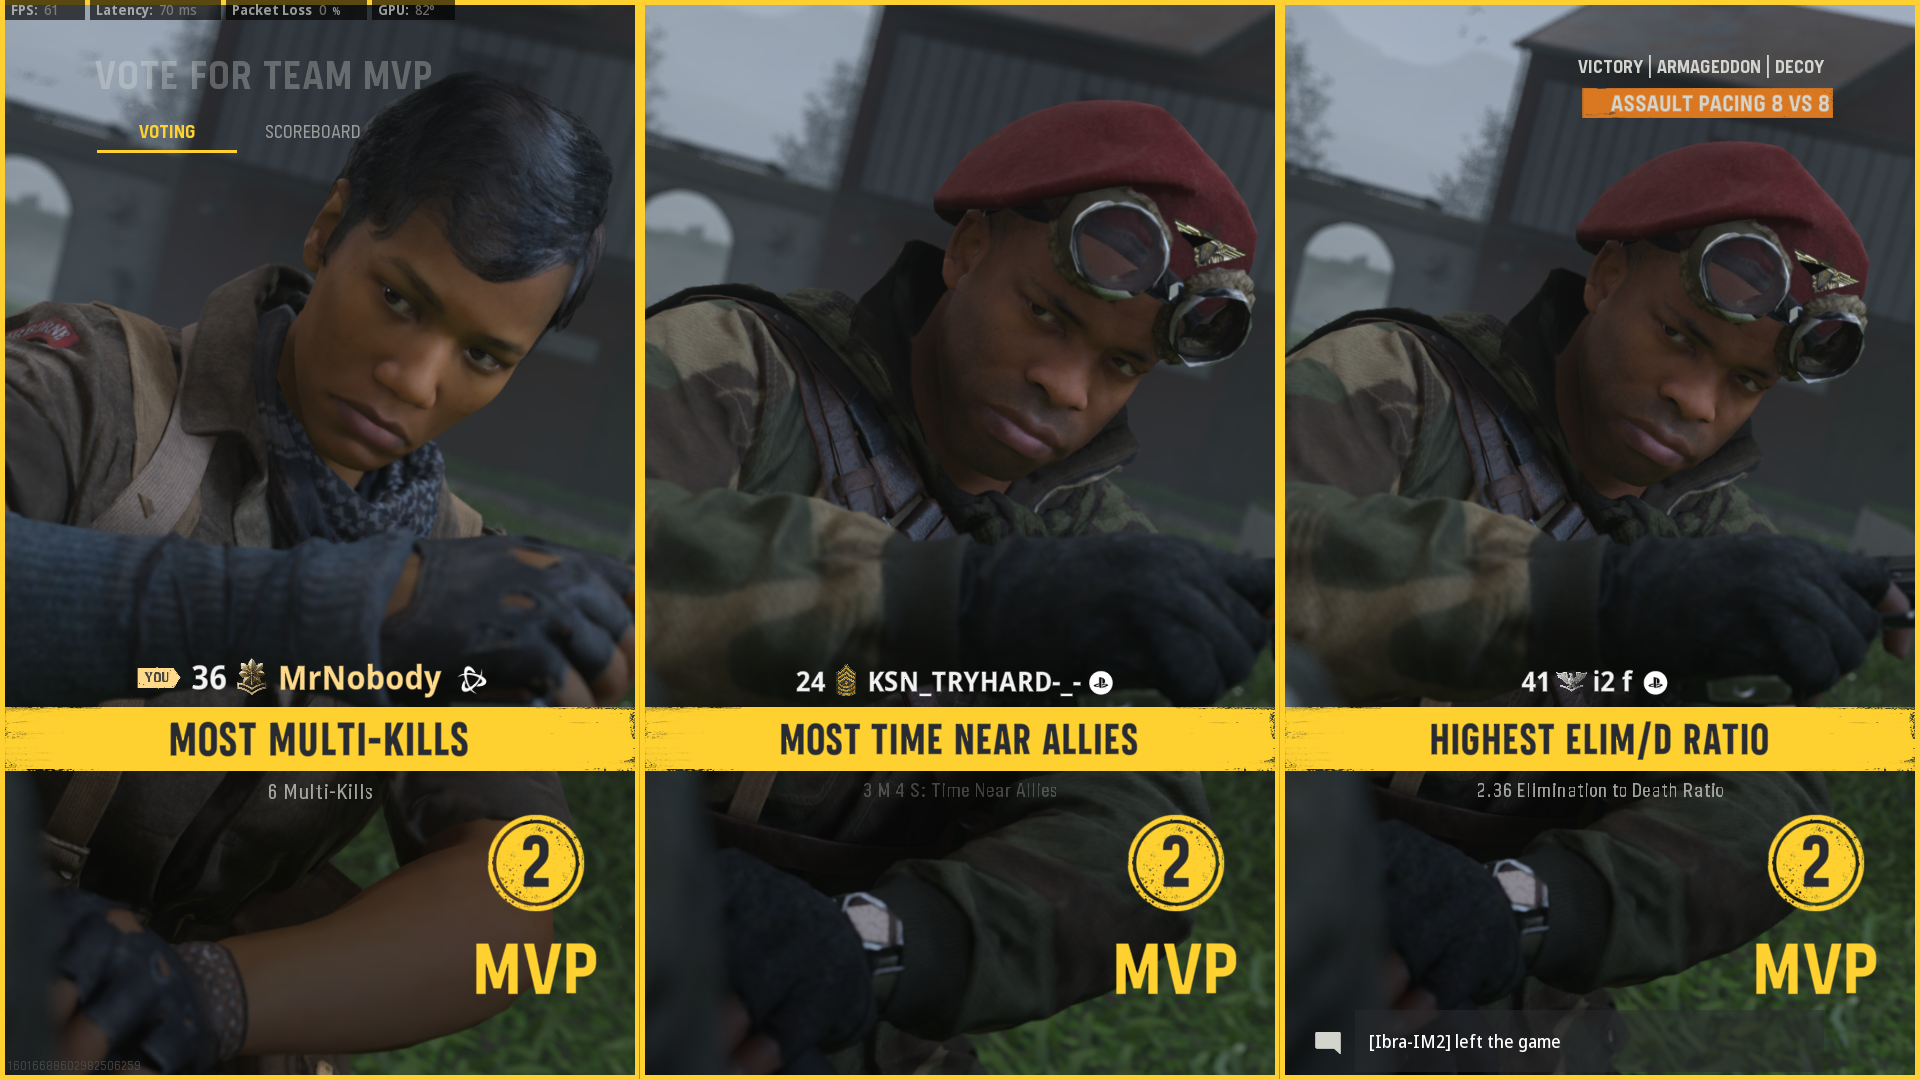 FPS: 61 Latency: 70 ms Packet Loss 0 % GPU: 82°
VOTE FOR TEAM MVP
VOTING SCOREBOARD
VICTORY | ARMAGEDDON | DECOY
ASSAULT PACING 8 VS 8
YOU 36 MrNobody
MOST MULTI-KILLS
6 Multi-Kills
2
MVP
24 KSN_TRYHARD-_-
MOST TIME NEAR ALLIES
3 M 4 S: Time Near Allies
2
MVP
41 i2 f
HIGHEST ELIM/D RATIO
2.36 Elimination to Death Ratio
2
MVP
[Ibra-IM2] left the game